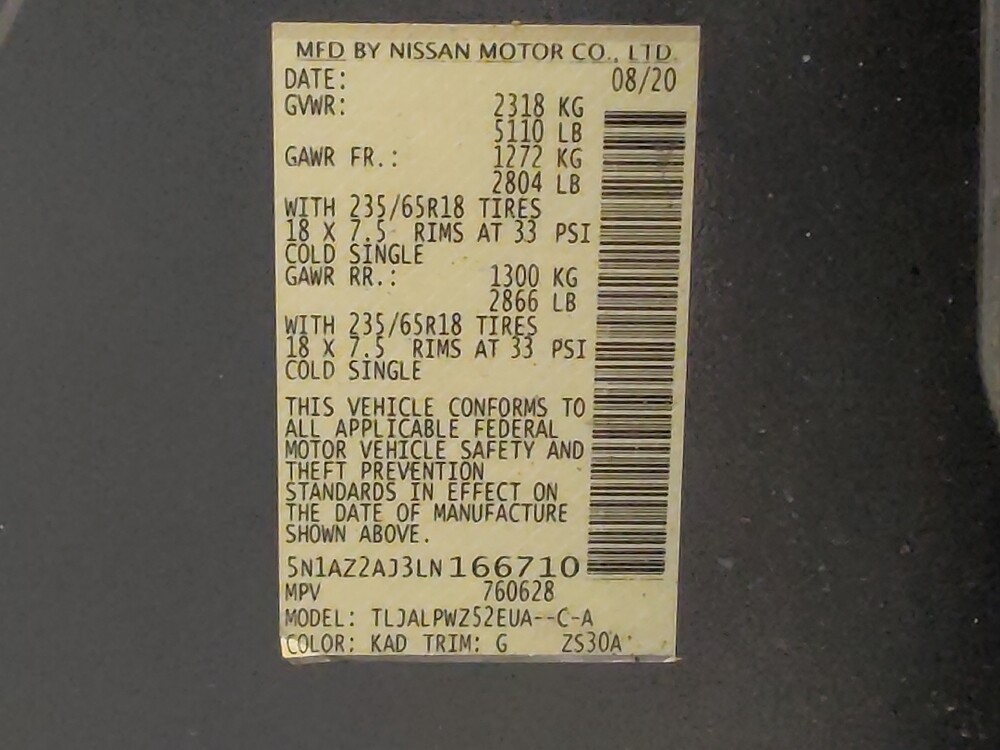 MFD BY NISSAN MOTOR CO., LTD.
DATE: 08/20
GVWR: 2318 KG
5110 LB
GAWR FR.: 1272 KG
2804 LB
WITH 235/65R18 TIRES
18 X 7.5 RIMS AT 33 PSI
COLD SINGLE
GAWR RR.: 1300 KG
2866 LB
WITH 235/65R18 TIRES
18 X 7.5 RIMS AT 33 PSI
COLD SINGLE
THIS VEHICLE CONFORMS TO
ALL APPLICABLE FEDERAL
MOTOR VEHICLE SAFETY AND
THEFT PREVENTION
STANDARDS IN EFFECT ON
THE DATE OF MANUFACTURE
SHOWN ABOVE.
5N1AZ2AJ3LN166710
MPV 760628
MODEL: TLJALPWZ52EUA--C-A
COLOR: KAD TRIM: G ZS30A